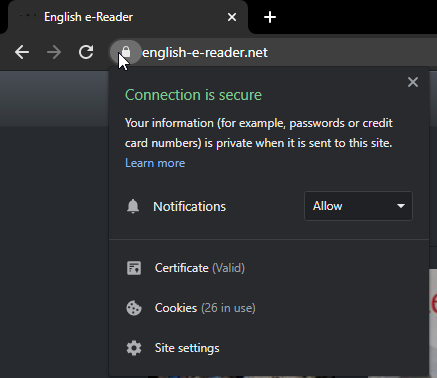 English e-Reader
english-e-reader.net
Connection is secure
Your information (for example, passwords or credit
card numbers) is private when it is sent to this site.
Learn more
Notifications Allow
Certificate (Valid)
Cookies (26 in use)
Site settings